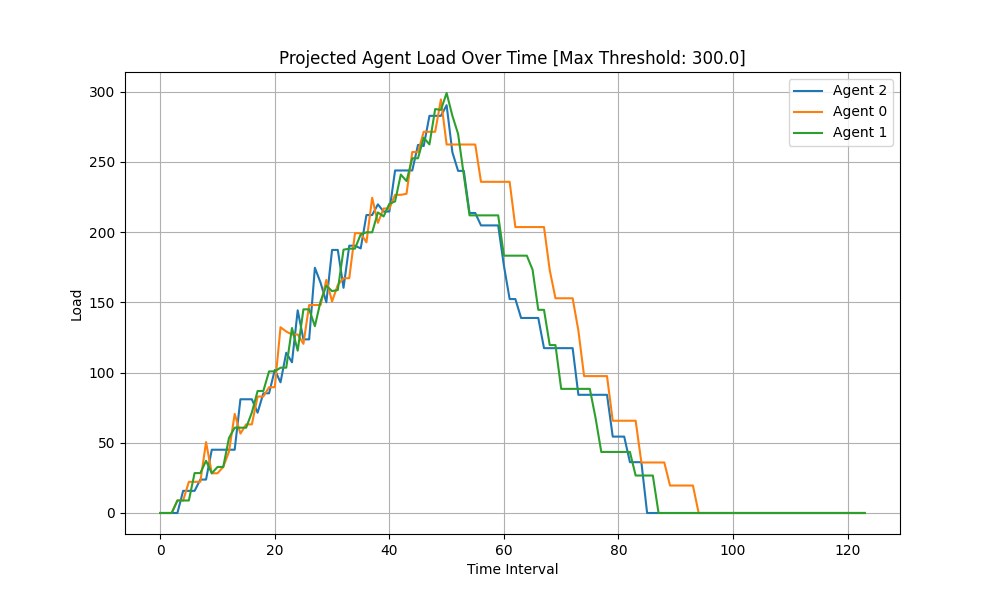 Projected Agent Load Over Time [Max Threshold: 300.0]
Agent 2
Agent 0
Agent 1
300
250
200
150
100
50
0
Load
0 20 40 60 80 100 120
Time Interval